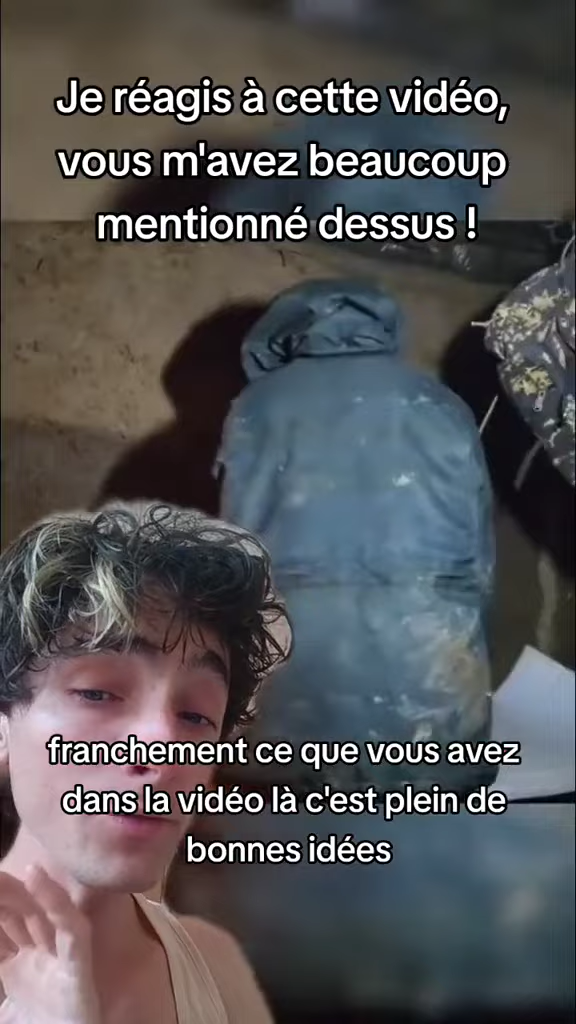 Je réagis à cette vidéo,
vous m'avez beaucoup
mentionné dessus !
franchement ce que vous avez
dans la vidéo là c'est plein de
bonnes idées